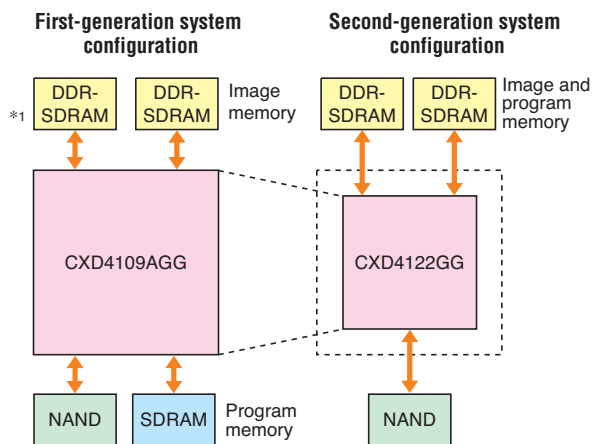 First-generation system
configuration
Second-generation system
configuration
DDR-
SDRAM
DDR-
SDRAM
Image
memory
*1
DDR-
SDRAM
DDR-
SDRAM
Image and
program
memory
CXD4109AGG
CXD4122GG
NAND
SDRAM
Program
memory
NAND